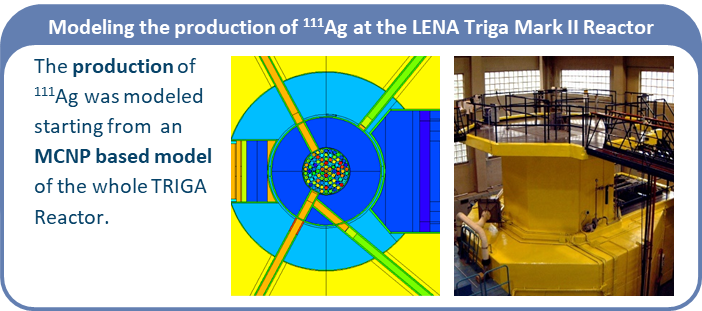 Modeling the production of ¹¹¹Ag at the LENA Triga Mark II Reactor
The production of
¹¹¹Ag was modeled
starting from an
MCNP based model
of the whole TRIGA
Reactor.